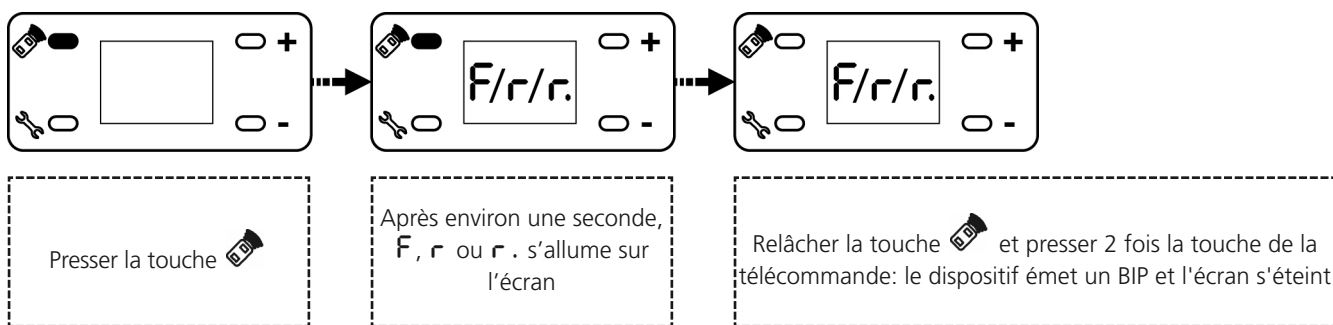 +
-
F/r/r.
+
-
F/r/r.
+
-
Presser la touche
Après environ une seconde,
F, r ou r. s’allume sur
l’écran
Relâcher la touche et presser 2 fois la touche de la
télécommande: le dispositif émet un BIP et l'écran s'éteint